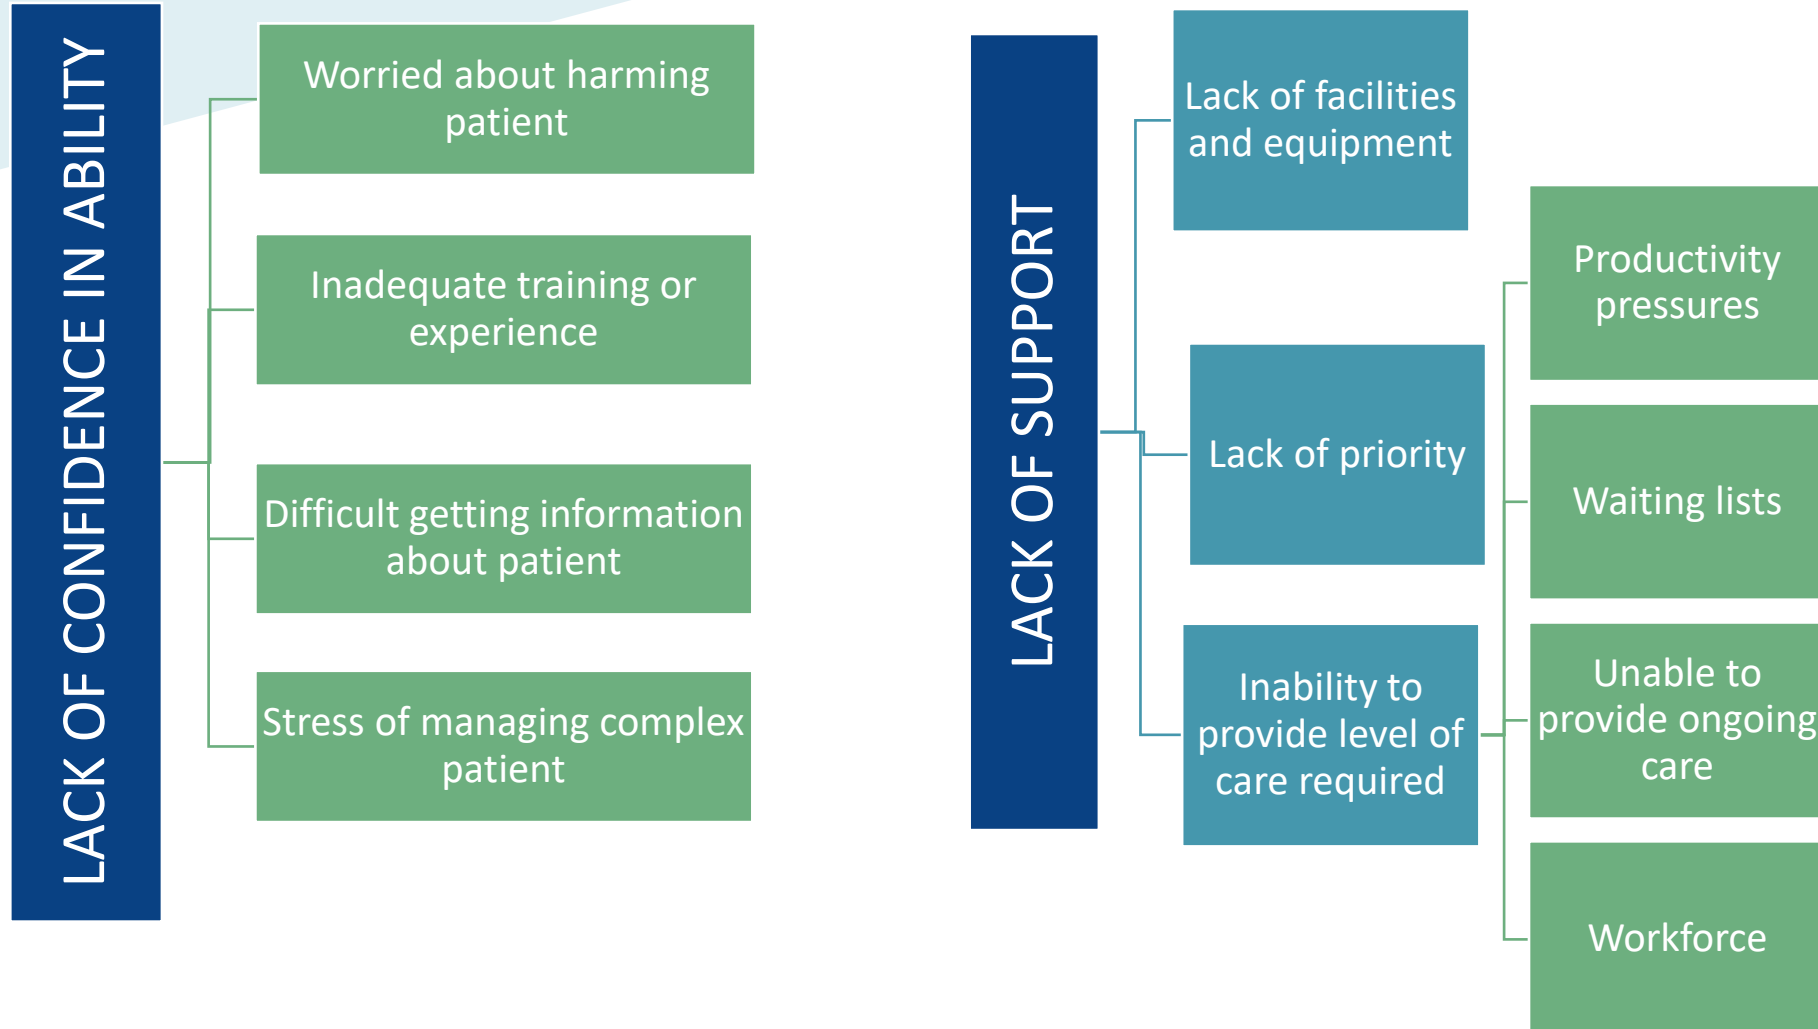 LACK OF CONFIDENCE IN ABILITY
Worried about harming
patient
Inadequate training or
experience
Difficult getting information
about patient
Stress of managing complex
patient
LACK OF SUPPORT
Lack of facilities
and equipment
Lack of priority
Inability to
provide level of
care required
Productivity
pressures
Waiting lists
Unable to
provide ongoing
care
Workforce